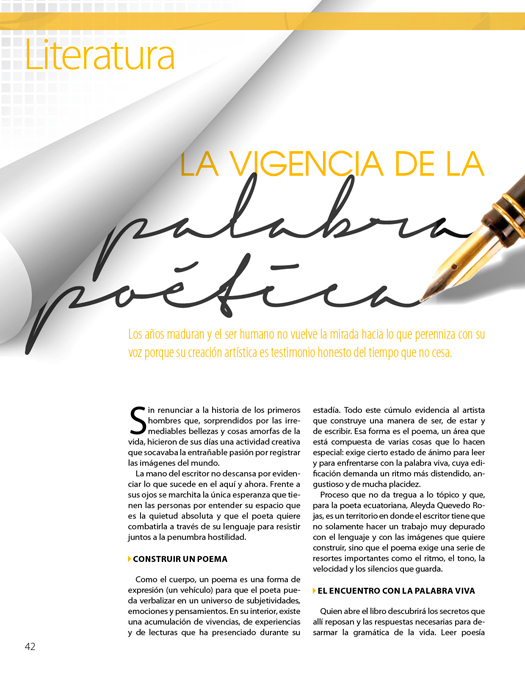 Literatura
LA VIGENCIA DE LA
palabra
poética
Los años maduran y el ser humano no vuelve la mirada hacia lo que perenniza con su
voz porque su creación artística es testimonio honesto del tiempo que no cesa.
Sin renunciar a la historia de los primeros
hombres que, sorprendidos por las irre-
mediables bellezas y cosas amorfas de la
vida, hicieron de sus días una actividad creativa
que socavaba la entrañable pasión por registrar
las imágenes del mundo.
La mano del escritor no descansa por eviden-
ciar lo que sucede en el aquí y ahora. Frente a
sus ojos se marchita la única esperanza que tie-
nen las personas por entender su espacio que
es la quietud absoluta y que el poeta quiere
combatirla a través de su lenguaje para resistir
juntos a la penumbra hostilidad.
CONSTRUIR UN POEMA
Como el cuerpo, un poema es una forma de
expresión (un vehículo) para que el poeta pue-
da verbalizar en un universo de subjetividades,
emociones y pensamientos. En su interior, existe
una acumulación de vivencias, de experiencias
y de lecturas que ha presenciado durante su
estadía. Todo este cúmulo evidencia al artista
que construye una manera de ser, de estar y
de escribir. Esa forma es el poema, un área que
está compuesta de varias cosas que lo hacen
especial: exige cierto estado de ánimo para leer
y para enfrentarse con la palabra viva, cuya edi-
ficación demanda un ritmo más distendido, an-
gustioso y de mucha placidez.
Proceso que no da tregua a lo tópico y que,
para la poeta ecuatoriana, Aleyda Quevedo Ro-
jas, es un territorio en donde el escritor tiene que
no solamente hacer un trabajo muy depurado
con el lenguaje y con las imágenes que quiere
construir, sino que el poema exige una serie de
resortes importantes como el ritmo, el tono, la
velocidad y los silencios que guarda.
EL ENCUENTRO CON LA PALABRA VIVA
Quien abre el libro descubrirá los secretos que
allí reposan y las respuestas necesarias para de-
sarmar la gramática de la vida. Leer poesía
42